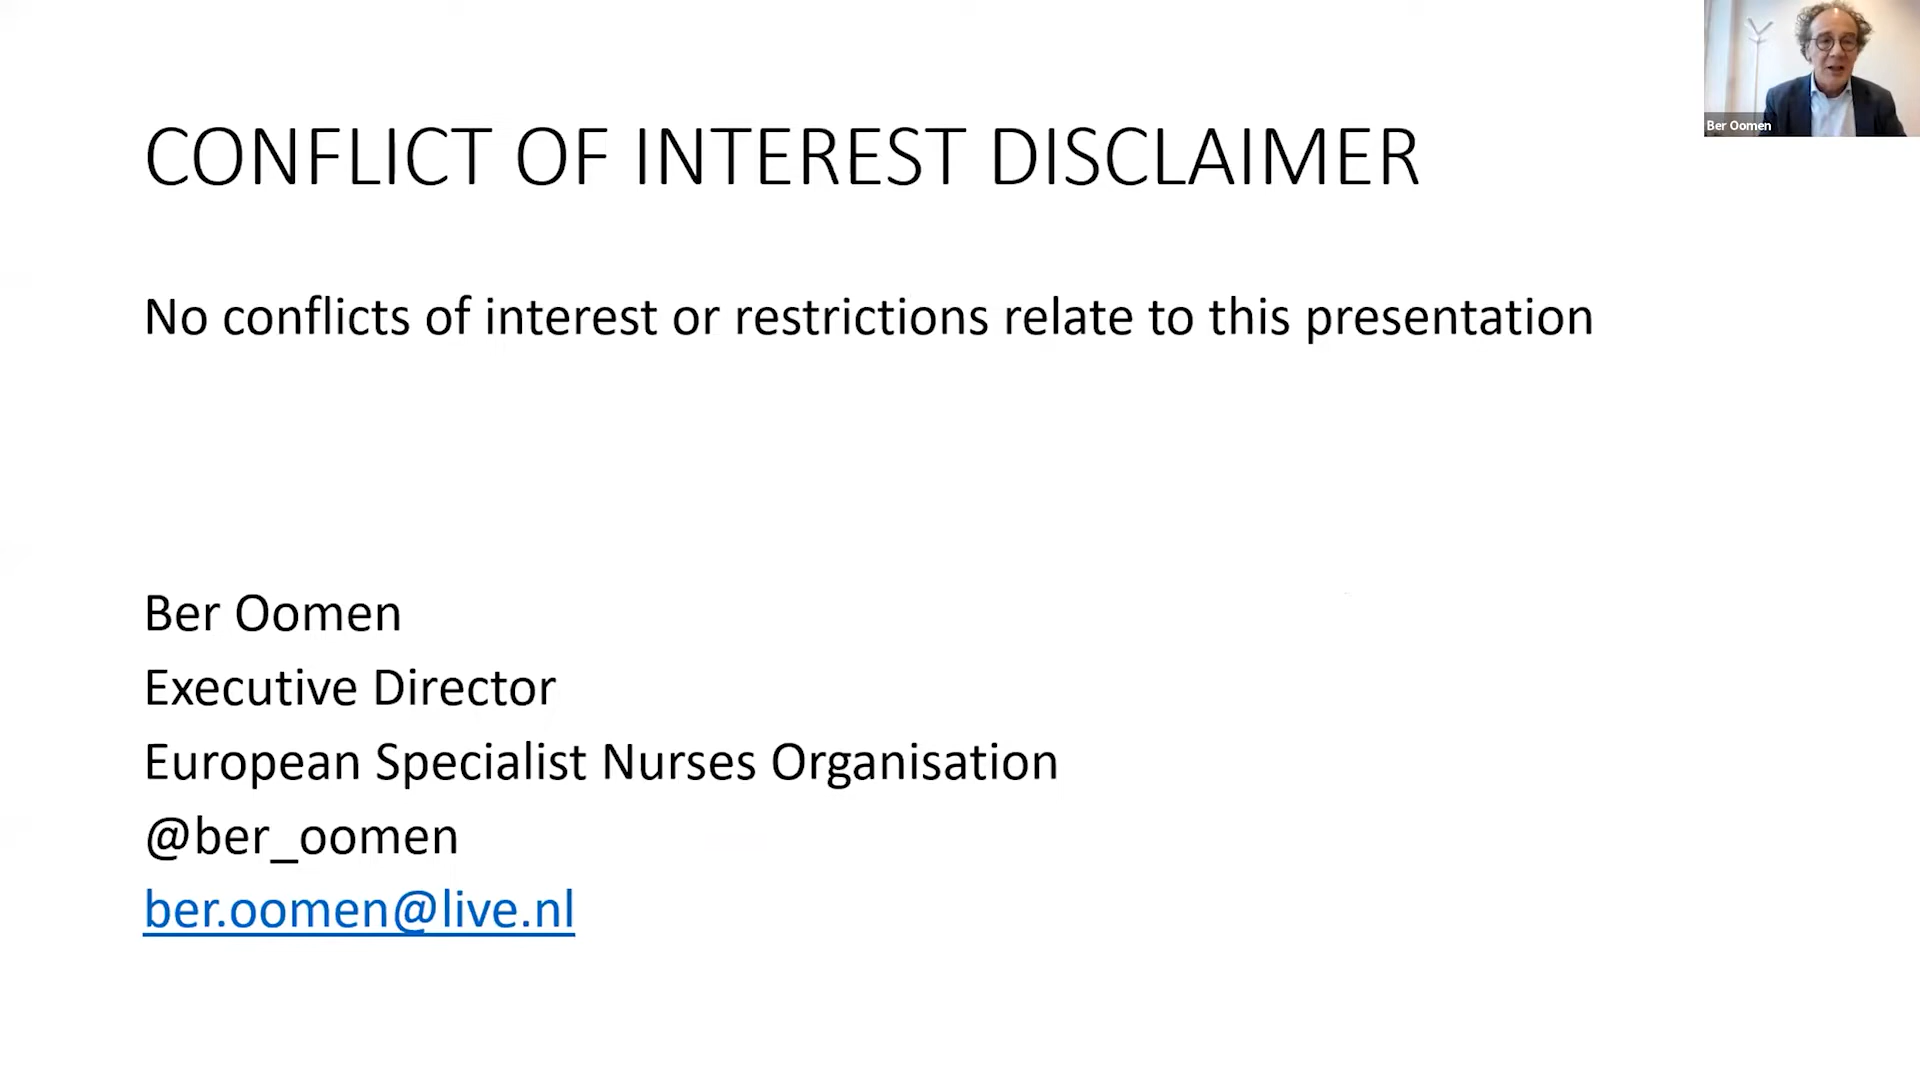 CONFLICT OF INTEREST DISCLAIMER
No conflicts of interest or restrictions relate to this presentation
Ber Oomen
Executive Director
European Specialist Nurses Organisation
@ber_oomen
ber.oomen@live.nl
Ber Oomen